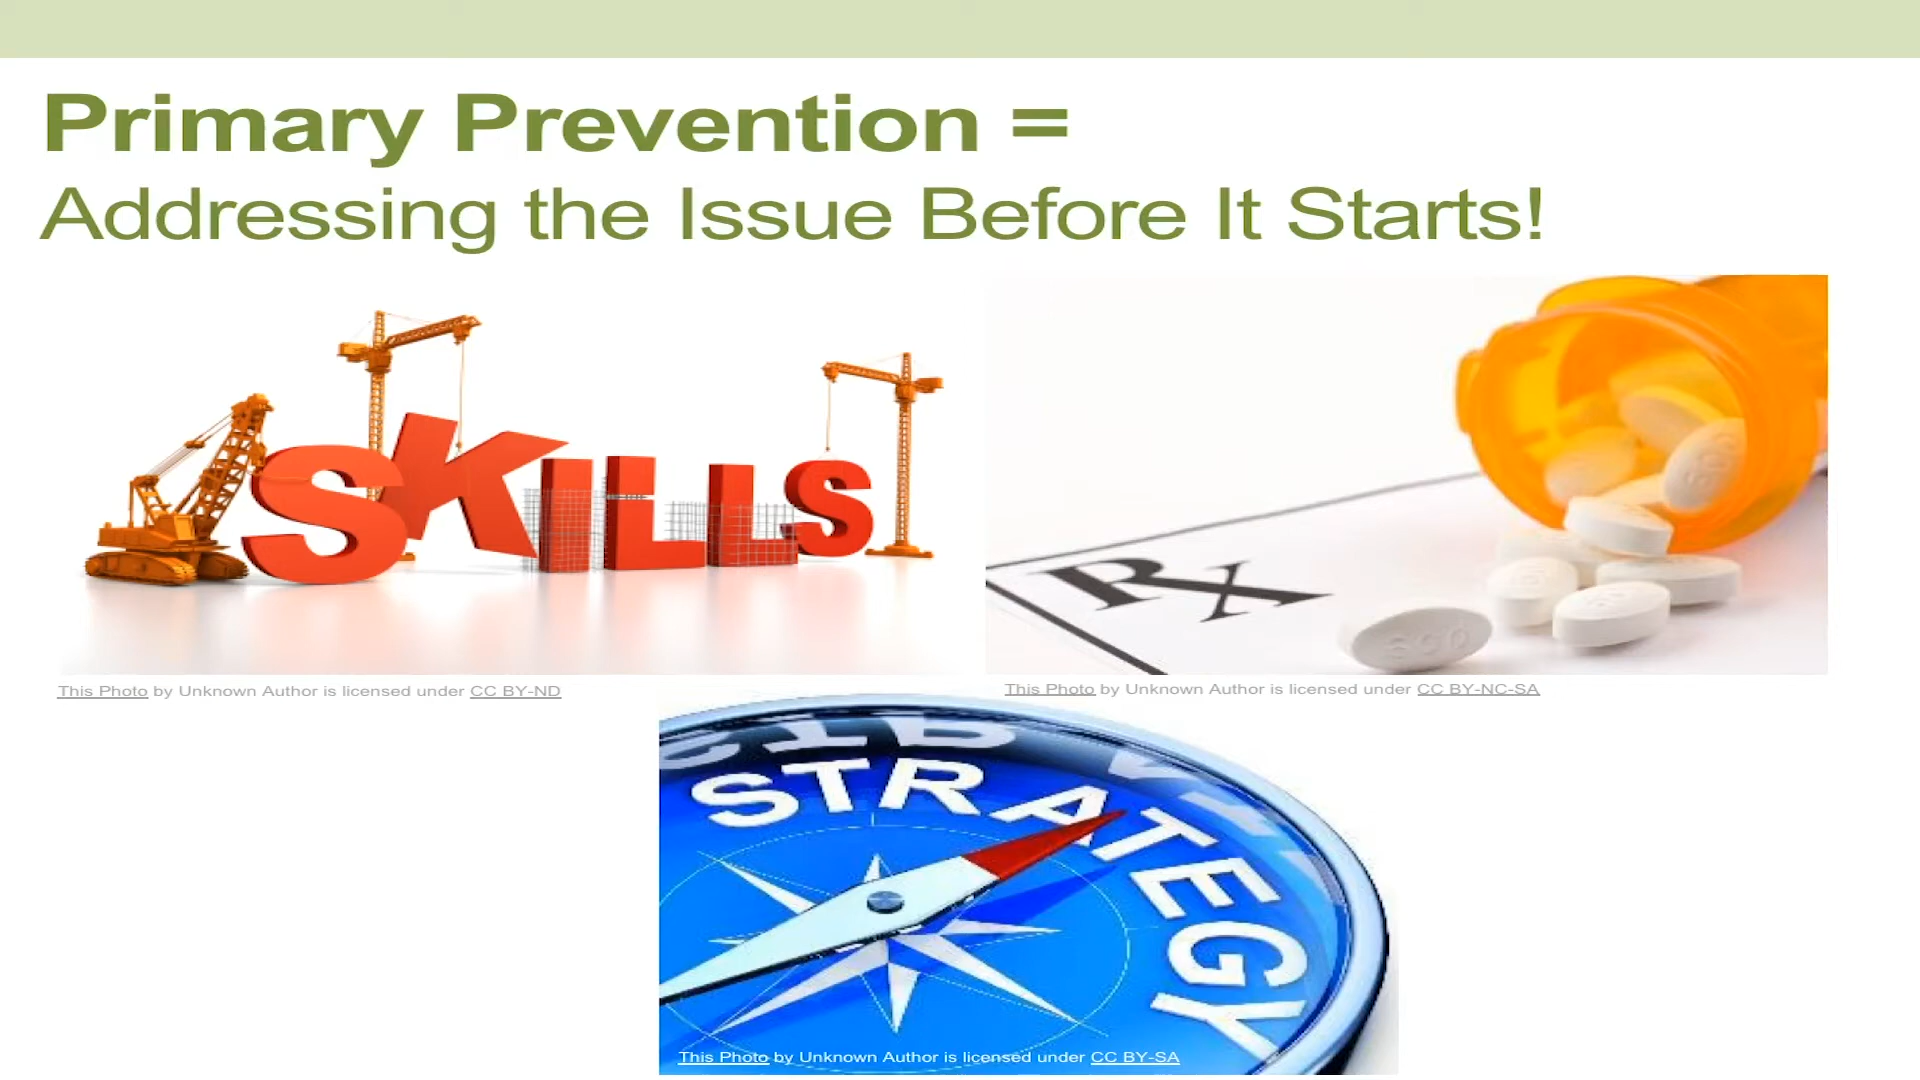 Primary Prevention =
Addressing the Issue Before It Starts!
SKILLS
Rx
This Photo by Unknown Author is licensed under CC BY-ND
This Photo by Unknown Author is licensed under CC BY-NC-SA
STRATEGY
This Photo by Unknown Author is licensed under CC BY-SA